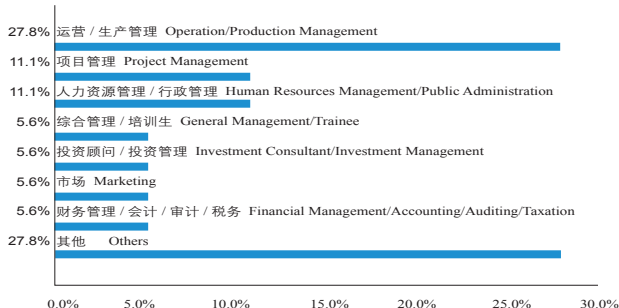 27.8% 运营 / 生产管理 Operation/Production Management
11.1% 项目管理 Project Management
11.1% 人力资源管理 / 行政管理 Human Resources Management/Public Administration
5.6% 综合管理 / 培训生 General Management/Trainee
5.6% 投资顾问 / 投资管理 Investment Consultant/Investment Management
5.6% 市场 Marketing
5.6% 财务管理 / 会计 / 审计 / 税务 Financial Management/Accounting/Auditing/Taxation
27.8% 其他 Others
0.0% 5.0% 10.0% 15.0% 20.0% 25.0% 30.0%